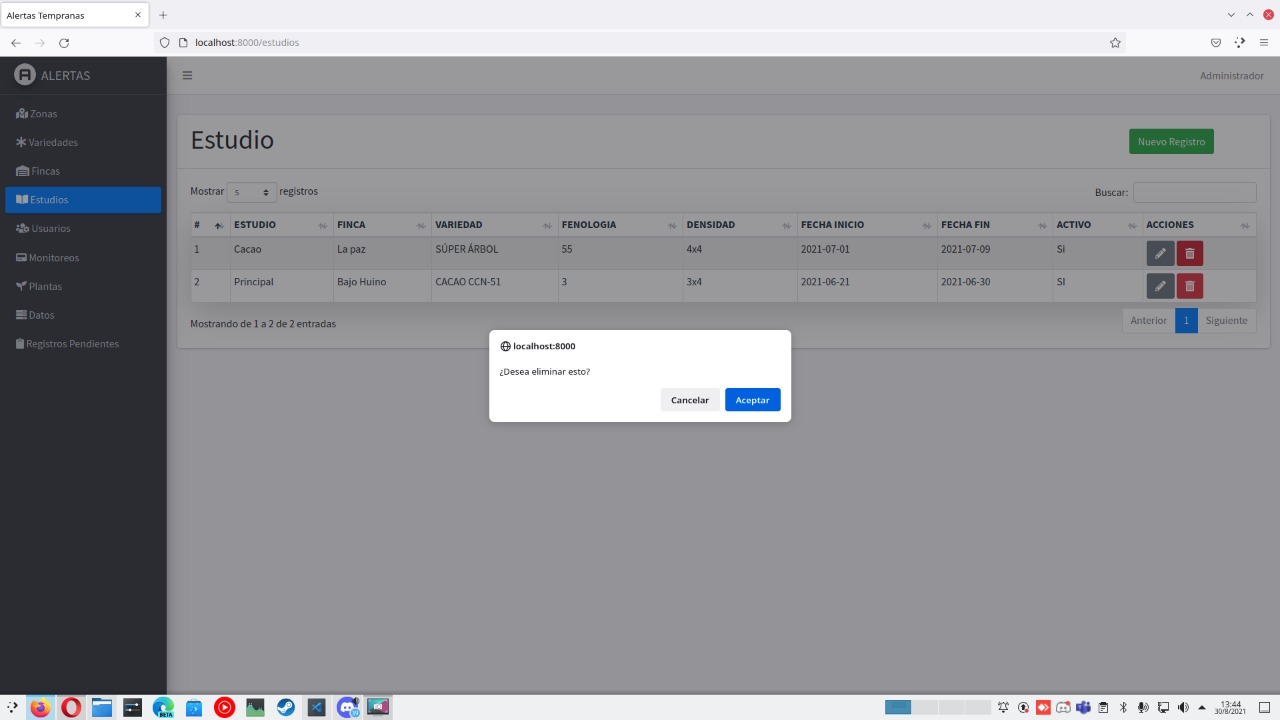 Alertas Tempranas
localhost:8000/estudios
ALERTAS
Administrador
Zonas
Variedades
Fincas
Estudios
Usuarios
Monitoreos
Plantas
Datos
Registros Pendientes
Estudio
Nuevo Registro
Mostrar 5 registros
Buscar:
# ESTUDIO FINCA VARIEDAD FENOLOGIA DENSIDAD FECHA INICIO FECHA FIN ACTIVO ACCIONES
1 Cacao La paz SÚPER ÁRBOL 55 4x4 2021-07-01 2021-07-09 Si
2 Principal Bajo Huino CACAO CCN-51 3 3x4 2021-06-21 2021-06-30 SI
Mostrando de 1 a 2 de 2 entradas
Anterior 1 Siguiente
localhost:8000
¿Desea eliminar esto?
Cancelar Aceptar
BETA
13:44
30/8/2021